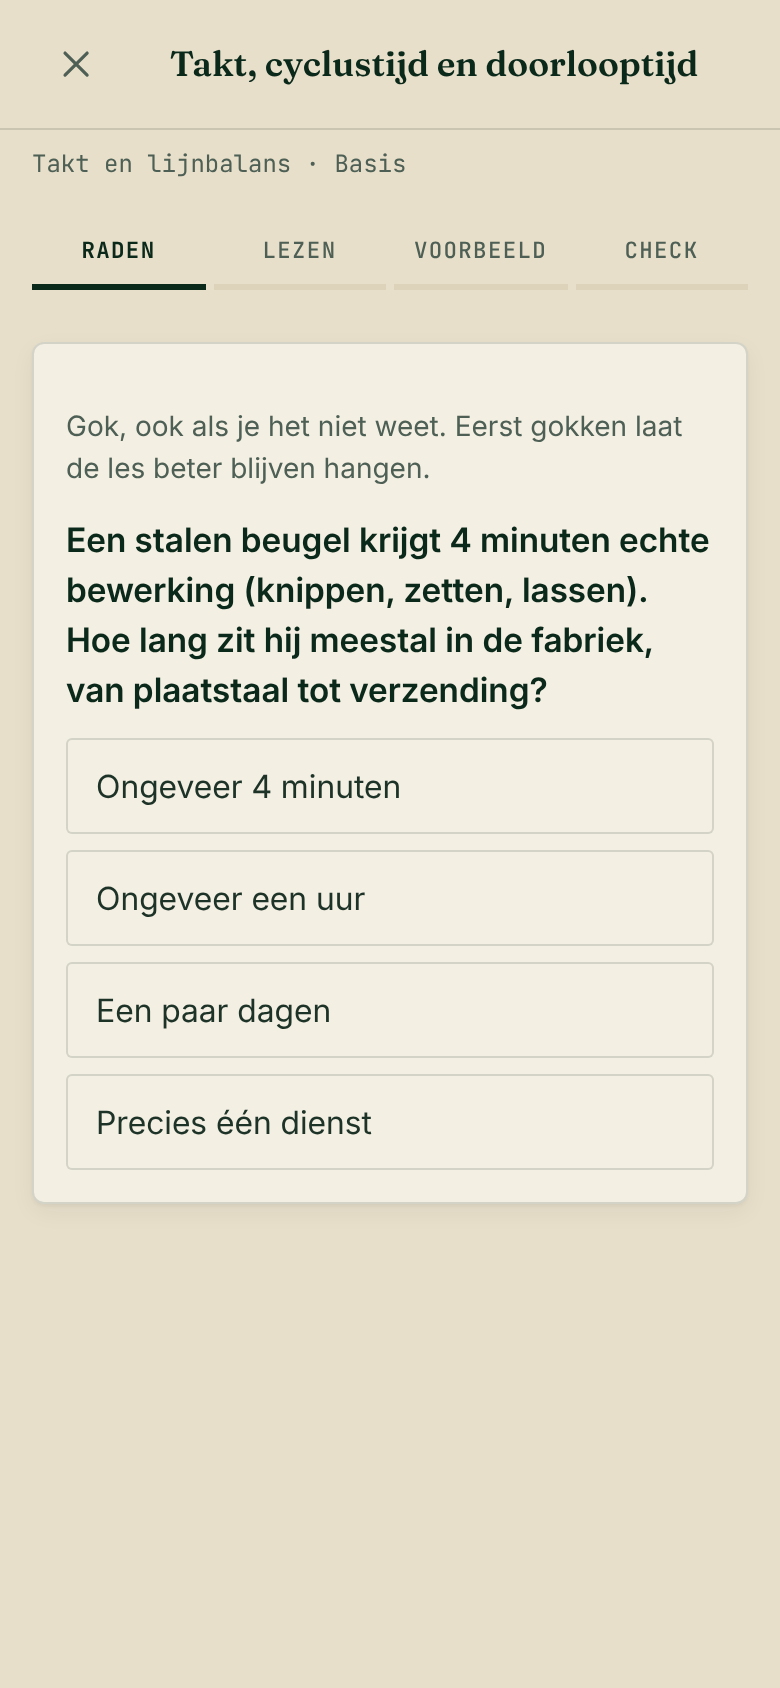 Takt, cyclustijd en doorlooptijd
Takt en lijnbalans · Basis
RADEN
LEZEN
VOORBEELD
CHECK
Gok, ook als je het niet weet. Eerst gokken laat
de les beter blijven hangen.
Een stalen beugel krijgt 4 minuten echte
bewerking (knippen, zetten, lassen).
Hoe lang zit hij meestal in de fabriek,
van plaatstaal tot verzending?
Ongeveer 4 minuten
Ongeveer een uur
Een paar dagen
Precies één dienst